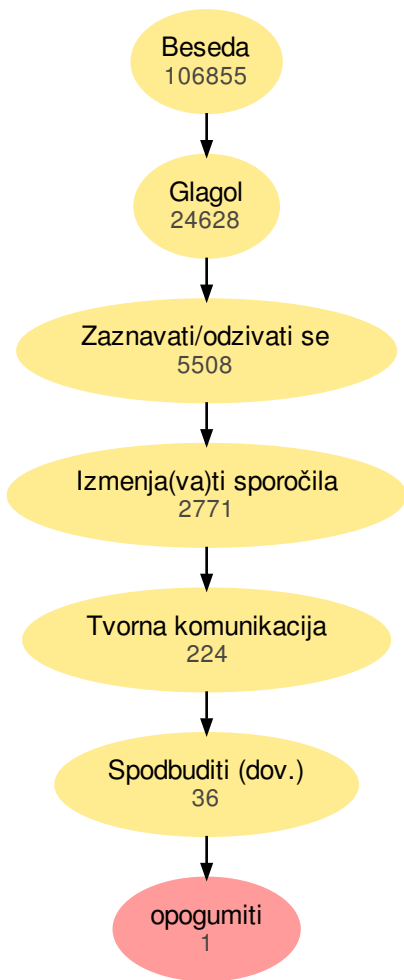 Beseda
106855
Glagol
24628
Zaznavati/odzivati se
5508
Izmenja(va)ti sporočila
2771
Tvorna komunikacija
224
Spodbuditi (dov.)
36
opogumiti
1